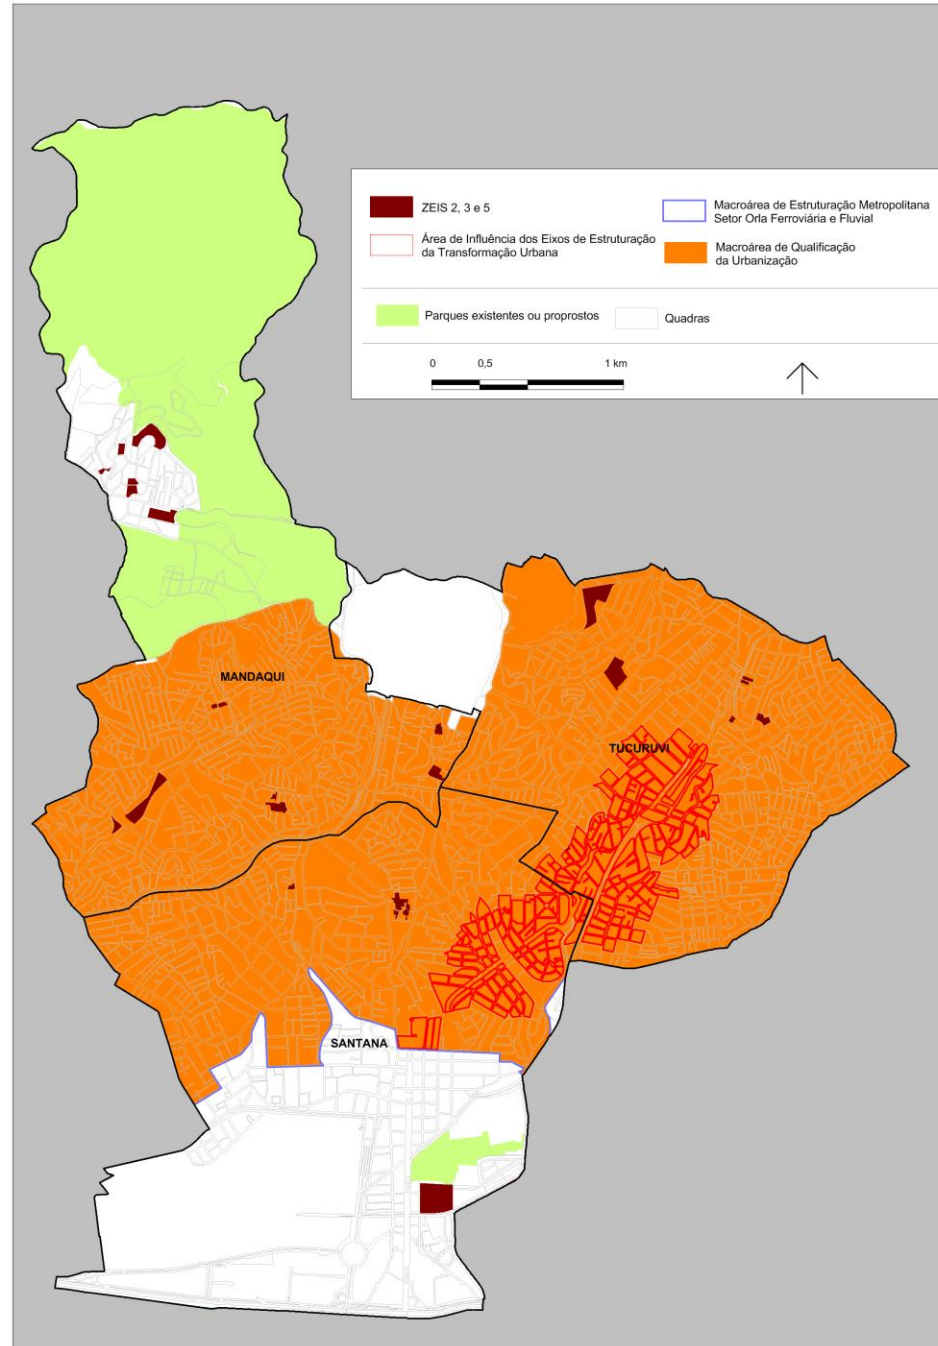 ZEIS 2, 3 e 5
Área de Influência dos Eixos de Estruturação
da Transformação Urbana
Macroárea de Estruturação Metropolitana
Setor Orla Ferroviária e Fluvial
Macroárea de Qualificação
da Urbanização
Parques existentes ou proprostos
Quadras
0 0,5 1 km
MANDAQUI
TUCURUVI
SANTANA